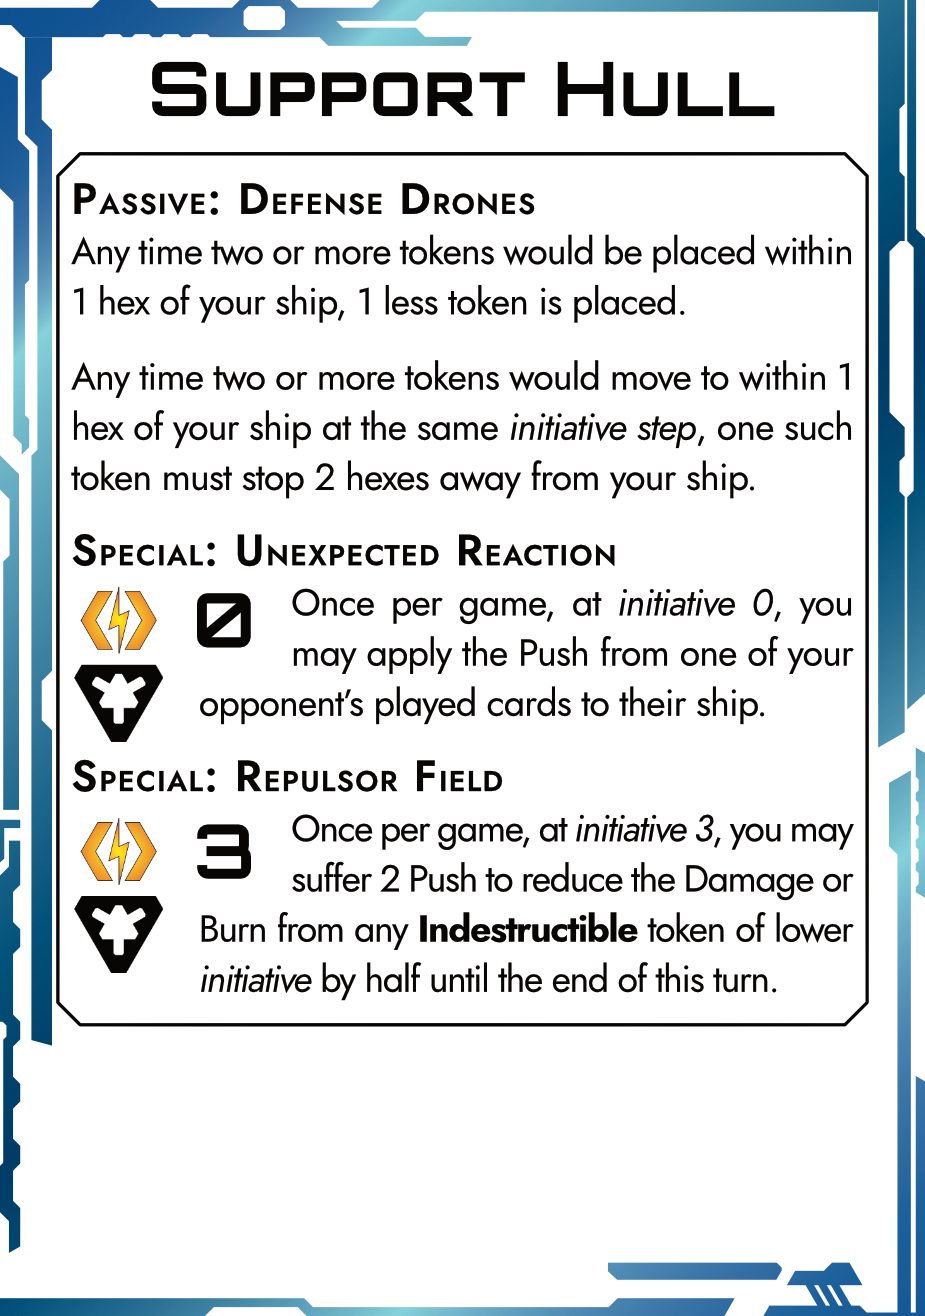 Support Hull
Passive: Defense Drones
Any time two or more tokens would be placed within
1 hex of your ship, 1 less token is placed.
Any time two or more tokens would move to within 1
hex of your ship at the same initiative step, one such
token must stop 2 hexes away from your ship.
Special: Unexpected Reaction
0 Once per game, at initiative 0, you
may apply the Push from one of your
opponent’s played cards to their ship.
Special: Repulsor Field
3 Once per game, at initiative 3, you may
suffer 2 Push to reduce the Damage or
Burn from any Indestructible token of lower
initiative by half until the end of this turn.